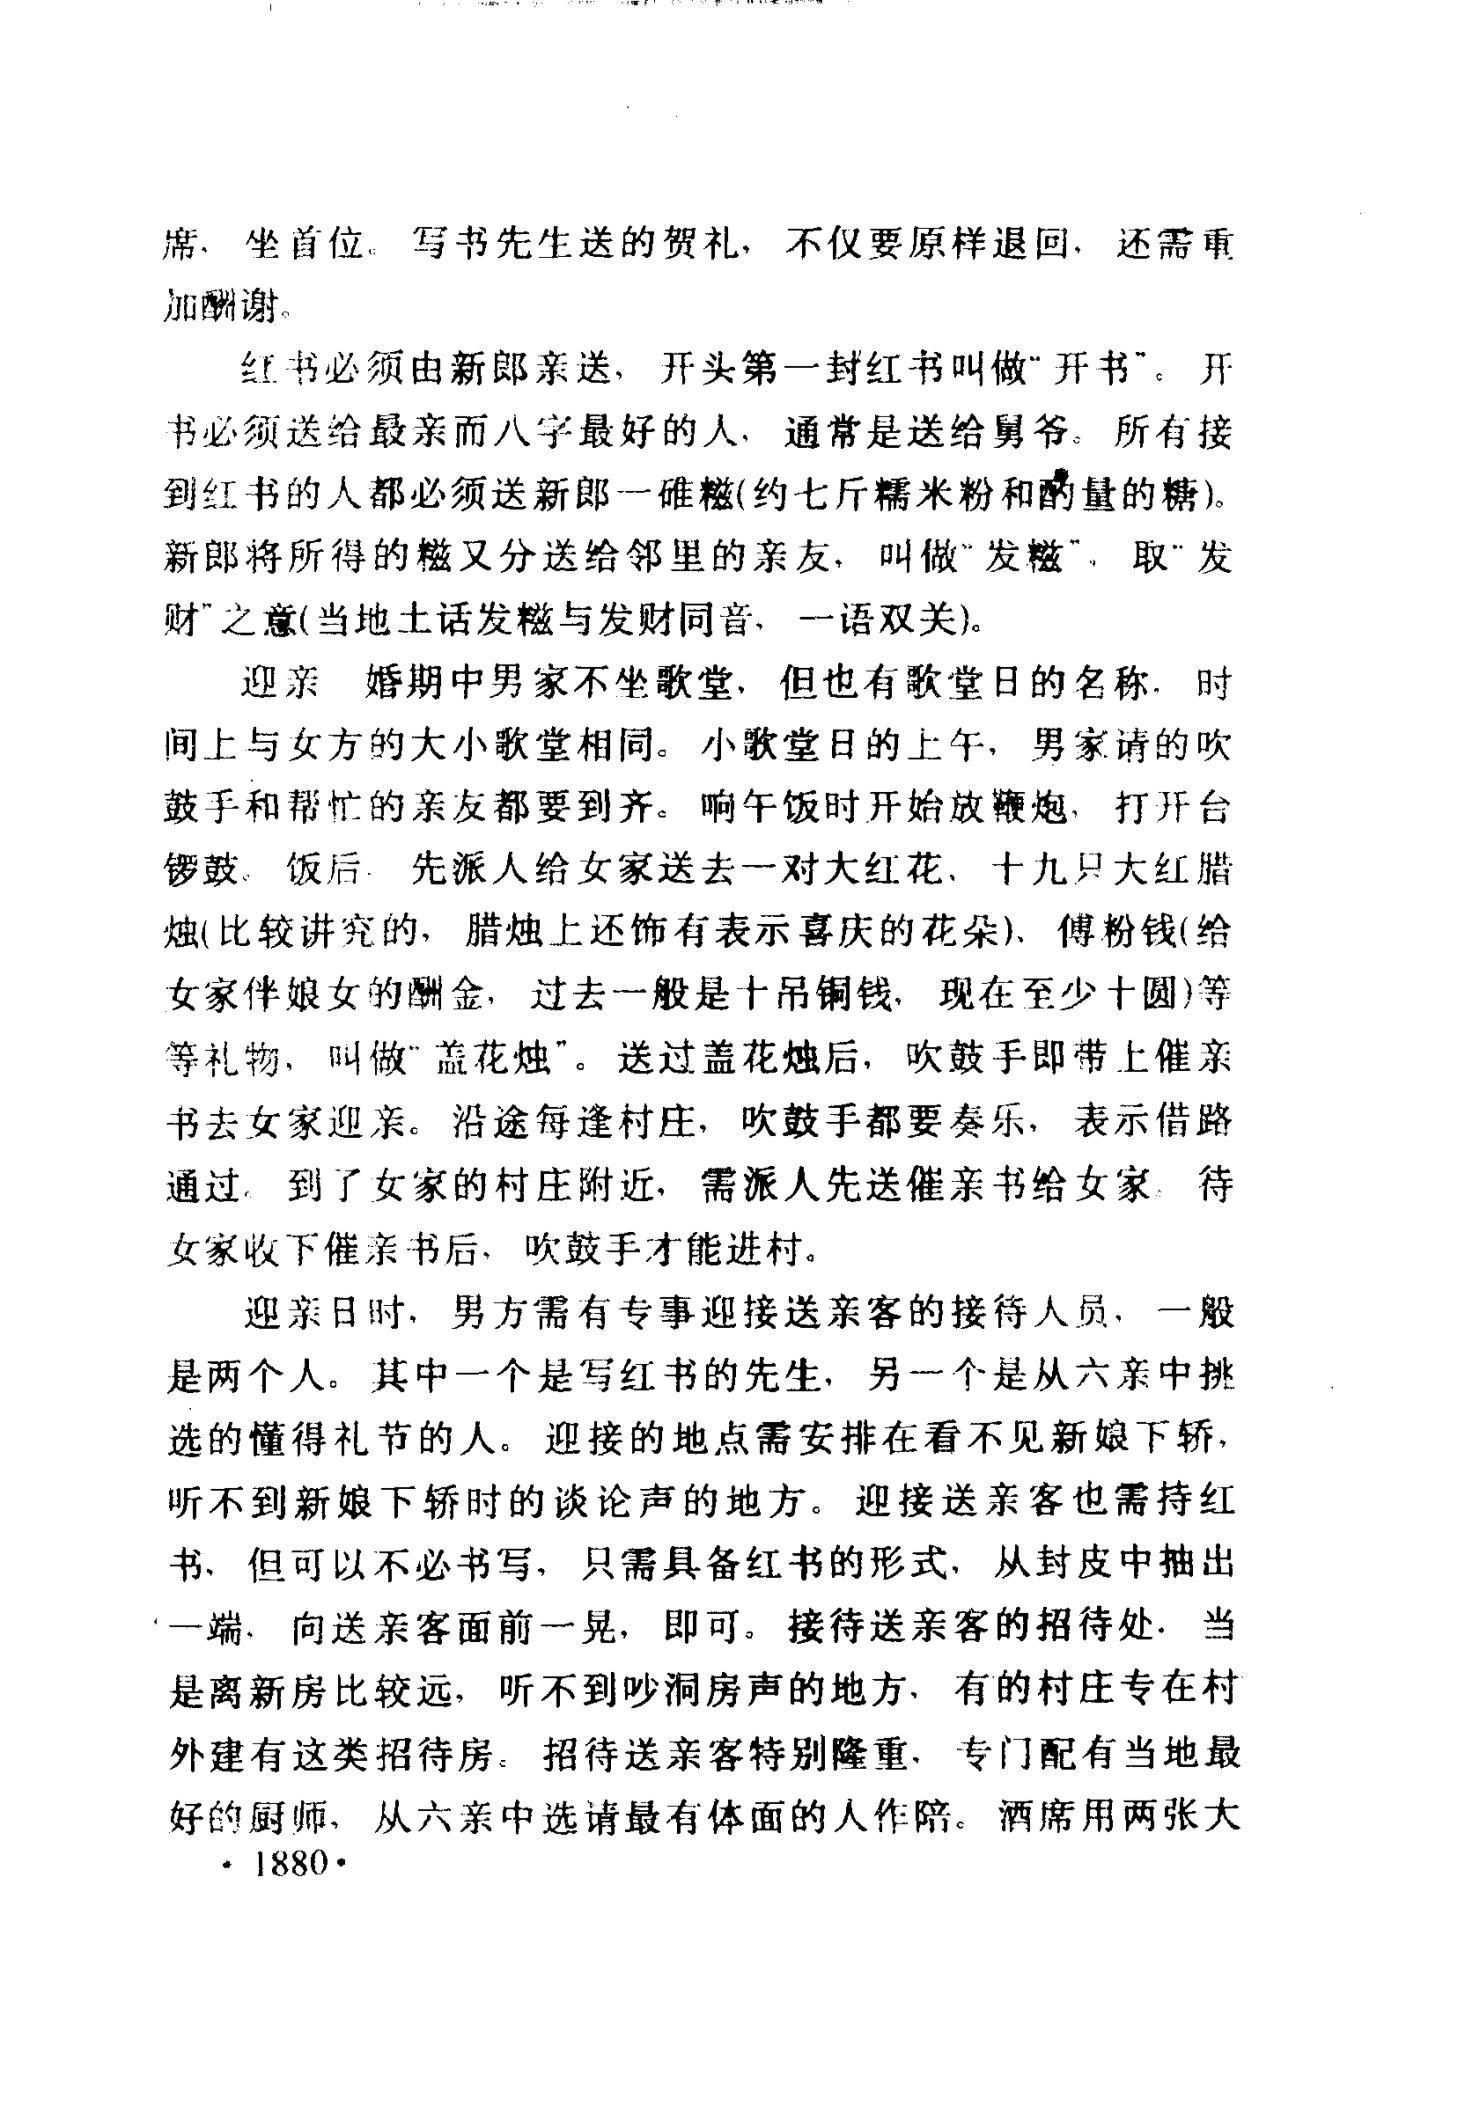 席，坐首位。写书先生送的贺礼，不仅要原样退回，还需重
加酬谢。
红书必须由新郎亲送，开头第一封红书叫做“开书”。开
书必须送给最亲而八字最好的人，通常是送给舅爷。所有接
到红书的人都必须送新郎一碓糍(约七斤糯米粉和酌量的糖)。
新郎将所得的糍又分送给邻里的亲友，叫做“发糍”，取“发
财”之意(当地土话发糍与发财同音，一语双关)。
迎亲 婚期中男家不坐歌堂，但也有歌堂日的名称，时
间上与女方的大小歌堂相同。小歌堂日的上午，男家请的吹
鼓手和帮忙的亲友都要到齐。响午饭时开始放鞭炮，打开台
锣鼓。饭后，先派人给女家送去一对大红花、十九只大红腊
烛(比较讲究的，腊烛上还饰有表示喜庆的花朵)、傅粉钱(给
女家伴娘女的酬金，过去一般是十吊铜钱，现在至少十圆)等
等礼物，叫做“盖花烛”。送过盖花烛后，吹鼓手即带上催亲
书去女家迎亲。沿途每逢村庄，吹鼓手都要奏乐，表示借路
通过。到了女家的村庄附近，需派人先送催亲书给女家。待
女家收下催亲书后，吹鼓手才能进村。
迎亲日时，男方需有专事迎接送亲客的接待人员，一般
是两个人。其中一个是写红书的先生，另一个是从六亲中挑
选的懂得礼节的人。迎接的地点需安排在看不见新娘下轿，
听不到新娘下轿时的谈论声的地方。迎接送亲客也需持红
书，但可以不必书写，只需具备红书的形式，从封皮中抽出
一端，向送亲客面前一晃，即可。接待送亲客的招待处，当
是离新房比较远，听不到吵洞房声的地方，有的村庄专在村
外建有这类招待房。招待送亲客特别隆重，专门配有当地最
好的厨师，从六亲中选请最有体面的人作陪。酒席用两张大
·1880·